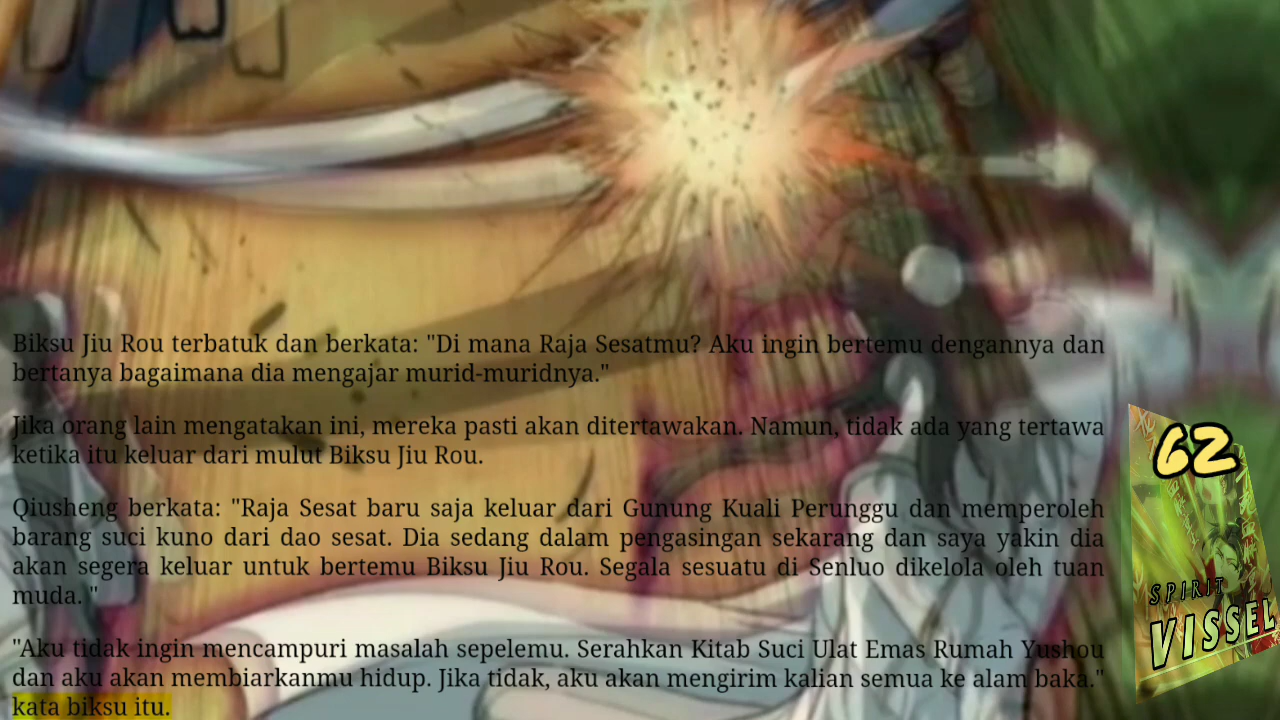 Biksu Jiu Rou terbatuk dan berkata: "Di mana Raja Sesatmu? Aku ingin bertemu dengannya dan
bertanya bagaimana dia mengajar murid-muridnya."
Jika orang lain mengatakan ini, mereka pasti akan ditertawakan. Namun, tidak ada yang tertawa
ketika itu keluar dari mulut Biksu Jiu Rou.
Qiusheng berkata: "Raja Sesat baru saja keluar dari Gunung Kuali Perunggu dan memperoleh
barang suci kuno dari dao sesat. Dia sedang dalam pengasingan sekarang dan saya yakin dia
akan segera keluar untuk bertemu Biksu Jiu Rou. Segala sesuatu di Senluo dikelola oleh tuan
muda. "
"Aku tidak ingin mencampuri masalah sepelemu. Serahkan Kitab Suci Ulat Emas Rumah Yushou
dan aku akan membiarkanmu hidup. Jika tidak, aku akan mengirim kalian semua ke alam baka."
kata biksu itu.
62
SPIRIT
VISSEL